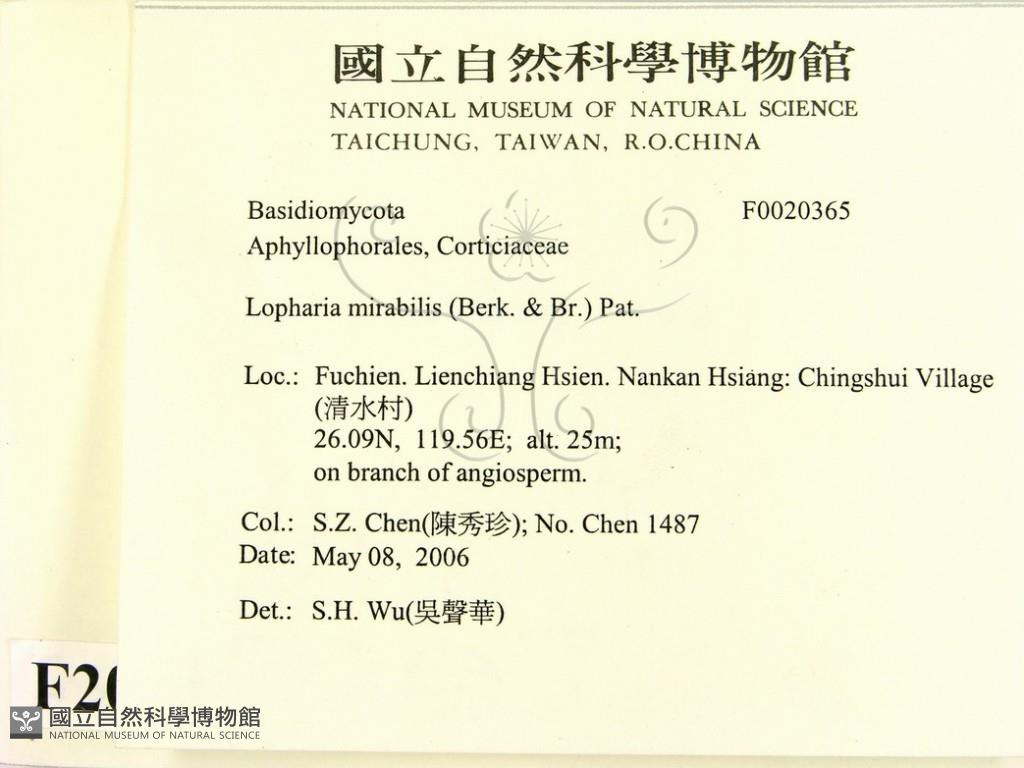 國立自然科學博物館
NATIONAL MUSEUM OF NATURAL SCIENCE
TAICHUNG, TAIWAN, R.O.CHINA
Basidiomycota F0020365
Aphyllophorales, Corticiaceae
Lopharia mirabilis (Berk. & Br.) Pat.
Loc.: Fuchien. Lienchiang Hsien. Nankan Hsiang: Chingshui Village
(清水村)
26.09N, 119.56E; alt. 25m;
on branch of angiosperm.
Col.: S.Z. Chen(陳秀珍); No. Chen 1487
Date: May 08, 2006
Det.: S.H. Wu(吳聲華)
F20
國立自然科學博物館
NATIONAL MUSEUM OF NATURAL SCIENCE